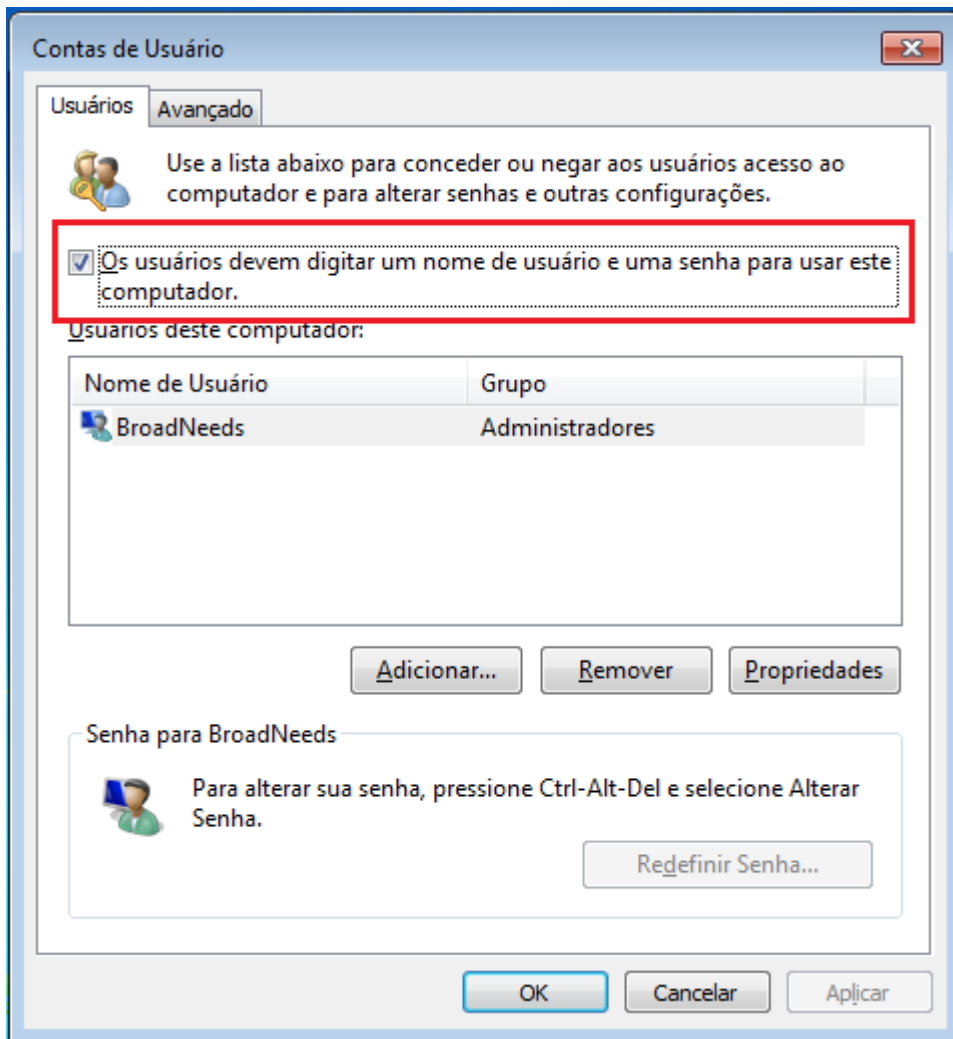 Contas de Usuário
Usuários
Avançado
Use a lista abaixo para conceder ou negar aos usuários acesso ao
computador e para alterar senhas e outras configurações.
Os usuários devem digitar um nome de usuário e uma senha para usar este
computador.
Usuários deste computador:
Nome de Usuário
Grupo
BroadNeeds
Administradores
Adicionar...
Remover
Propriedades
Senha para BroadNeeds
Para alterar sua senha, pressione Ctrl-Alt-Del e selecione Alterar
Senha.
Redefinir Senha...
OK
Cancelar
Aplicar